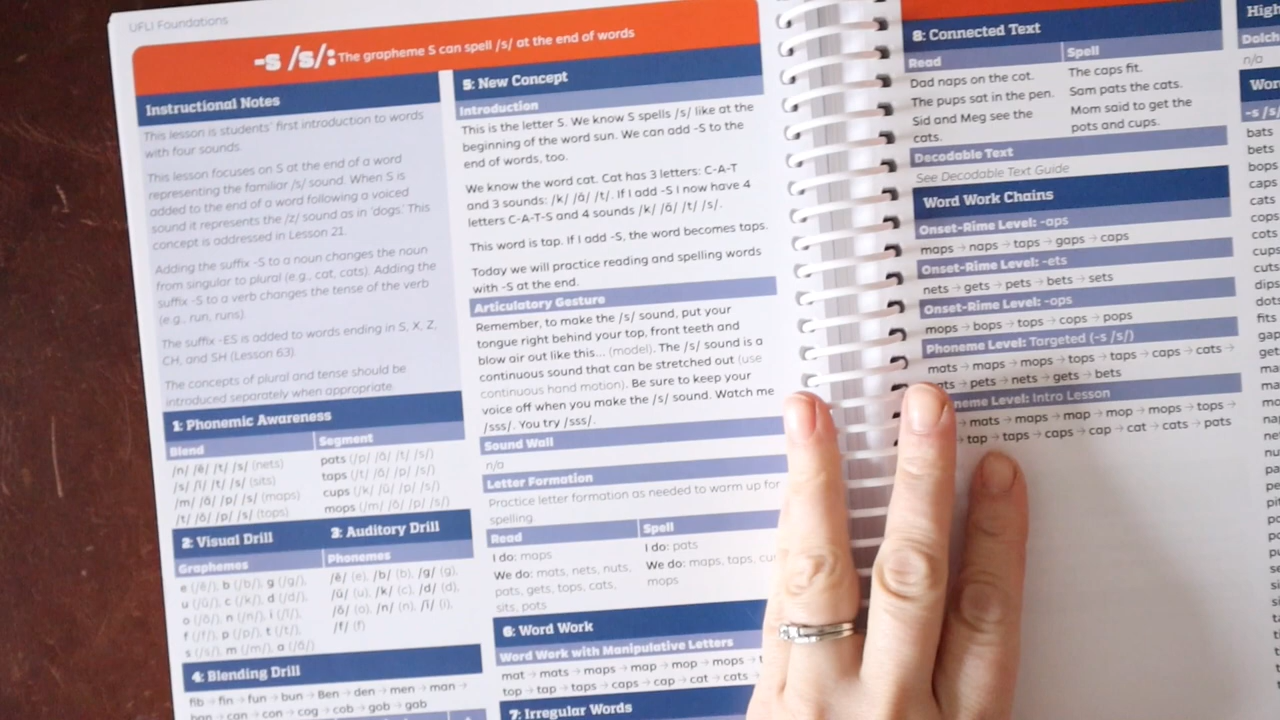 UFLI Foundations
-s /s/: The grapheme S can spell /s/ at the end of words
Instructional Notes
This lesson is students' first introduction to words
with four sounds.
This lesson focuses on S at the end of a word
representing the familiar /s/ sound. When S is
added to the end of a word following a voiced
sound it represents the /z/ sound as in 'dogs.' This
concept is addressed in Lesson 21.
Adding the suffix -S to a noun changes the noun
from singular to plural (e.g., cat, cats). Adding the
suffix -S to a verb changes the tense of the verb
(e.g., run, runs).
The suffix -ES is added to words ending in S, X, Z,
CH, and SH (Lesson 63).
The concepts of plural and tense should be
introduced separately when appropriate.
1: Phonemic Awareness
Blend
/n/ /ĕ/ /t/ /s/ (nets)
/s/ /ĭ/ /t/ /s/ (sits)
/m/ /ă/ /p/ /s/ (maps)
/t/ /ŏ/ /p/ /s/ (tops)
Segment
pats (/p/ /ă/ /t/ /s/)
taps (/t/ /ă/ /p/ /s/)
cups (/k/ /ŭ/ /p/ /s/)
mops (/m/ /ŏ/ /p/ /s/)
2: Visual Drill
Graphemes
e (/ĕ/), b (/b/), g (/g/),
u (/ŭ/), c (/k/), d (/d/),
o (/ŏ/), n (/n/), i (/ĭ/),
f (/f/), p (/p/), t (/t/),
s (/s/), m (/m/), a (/ă/)
3: Auditory Drill
Phonemes
/ĕ/ (e), /b/ (b), /g/ (g),
/ŭ/ (u), /k/ (c), /d/ (d),
/ŏ/ (o), /n/ (n), /ĭ/ (i),
/f/ (f)
4: Blending Drill
fib → fin → fun → bun → Ben → den → men → man →
ban → can → con → cog → cob → gob → gab
5: New Concept
Introduction
This is the letter S. We know S spells /s/ like at the
beginning of the word sun. We can add -S to the
end of words, too.
We know the word cat. Cat has 3 letters: C-A-T
and 3 sounds: /k/ /ă/ /t/. If I add -S I now have 4
letters C-A-T-S and 4 sounds /k/ /ă/ /t/ /s/.
This word is tap. If I add -S, the word becomes taps.
Today we will practice reading and spelling words
with -S at the end.
Articulatory Gesture
Remember, to make the /s/ sound, put your
tongue right behind your top, front teeth and
blow air out like this... (model). The /s/ sound is a
continuous sound that can be stretched out (use
continuous hand motion). Be sure to keep your
voice off when you make the /s/ sound. Watch me
/sss/. You try /sss/.
Sound Wall
n/a
Letter Formation
Practice letter formation as needed to warm up for
spelling.
Read
I do: maps
We do: mats, nets, nuts,
pats, gets, tops, cats,
sits, pots
Spell
I do: pats
We do: maps, taps,
mops
6: Word Work
Word Work with Manipulative Letters
mat → mats → maps → map → mop → mops →
top → tap → taps → caps → cap → cat → cats →
7: Irregular Words
8: Connected Text
Read
Dad naps on the cot.
The pups sat in the pen.
Sid and Meg see the
cats.
Spell
The caps fit.
Sam pats the cats.
Mom said to get the
pots and cups.
Decodable Text
See Decodable Text Guide
Word Work Chains
Onset-Rime Level: -aps
maps → naps → taps → gaps → caps
Onset-Rime Level: -ets
nets → gets → pets → bets → sets
Onset-Rime Level: -ops
mops → bops → tops → cops → pops
Phoneme Level: Targeted (-s /s/)
mats → maps → mops → tops → taps → caps → cats →
→ pets → nets → gets → bets
Level: Intro Lesson
→ mats → maps → map → mop → mops → tops →
→ tap → taps → caps → cap → cat → cats → pats
n/a
-s /s/
bats
bets
bops
caps
cats
cops
cots
cups
cuts
dips
dots
fits